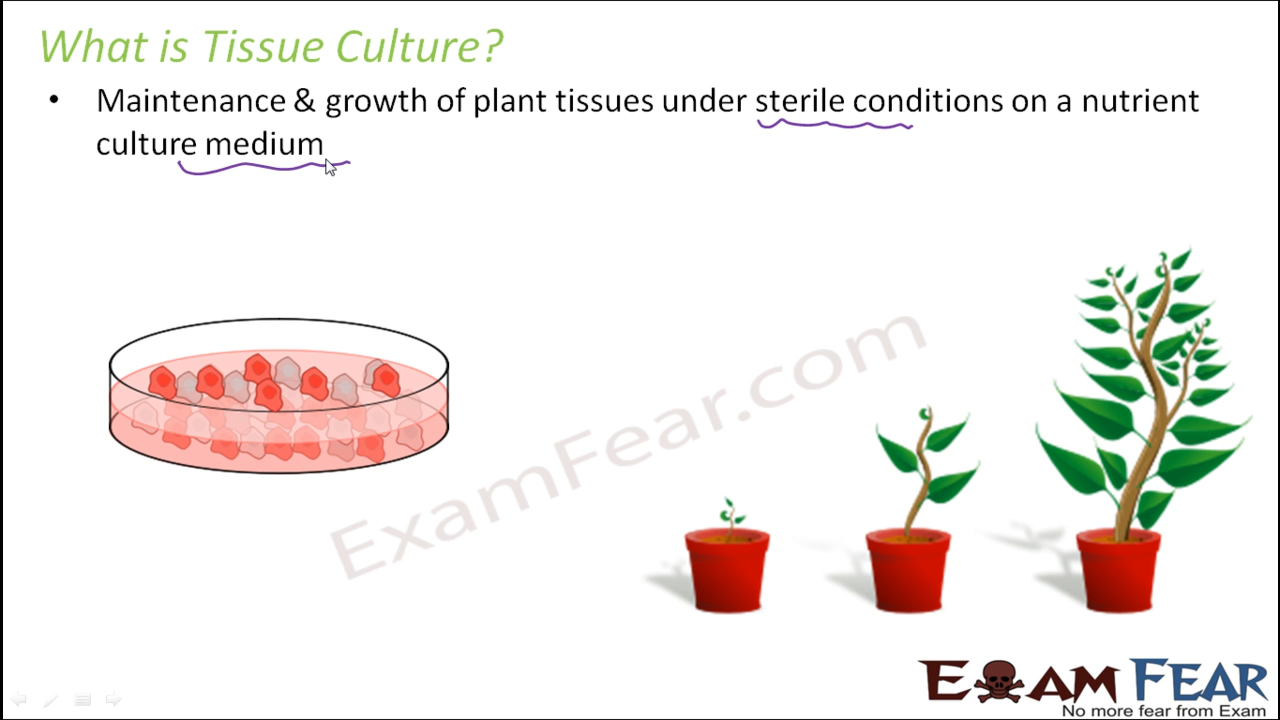 What is Tissue Culture?
• Maintenance & growth of plant tissues under sterile conditions on a nutrient
culture medium
ExamFear.com
EXAM FEAR
No more fear from Exam